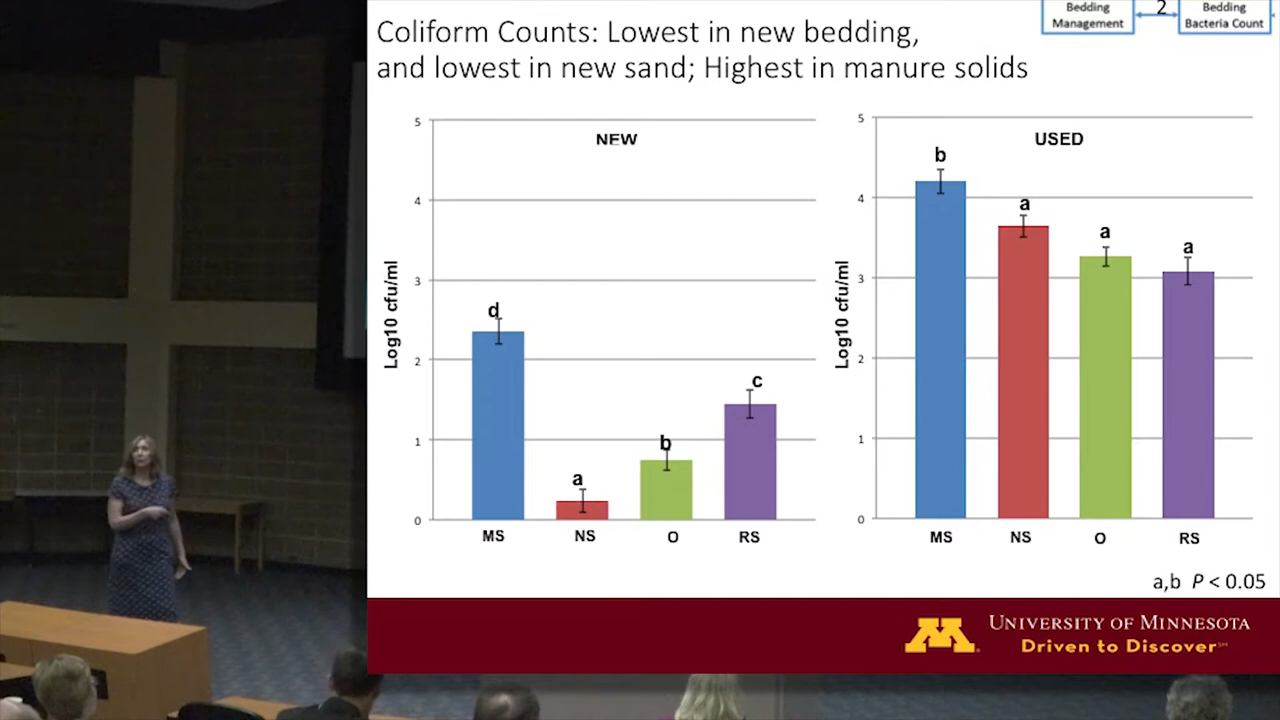 Bedding
Management
2
Bedding
Bacteria Count
Coliform Counts: Lowest in new bedding,
and lowest in new sand; Highest in manure solids
NEW
5
4
3
2
1
0
Log10 cfu/ml
d
a
b
c
MS
NS
O
RS
USED
5
4
3
2
1
0
Log10 cfu/ml
b
a
a
a
MS
NS
O
RS
a,b P < 0.05
M
UNIVERSITY OF MINNESOTA
Driven to Discover℠